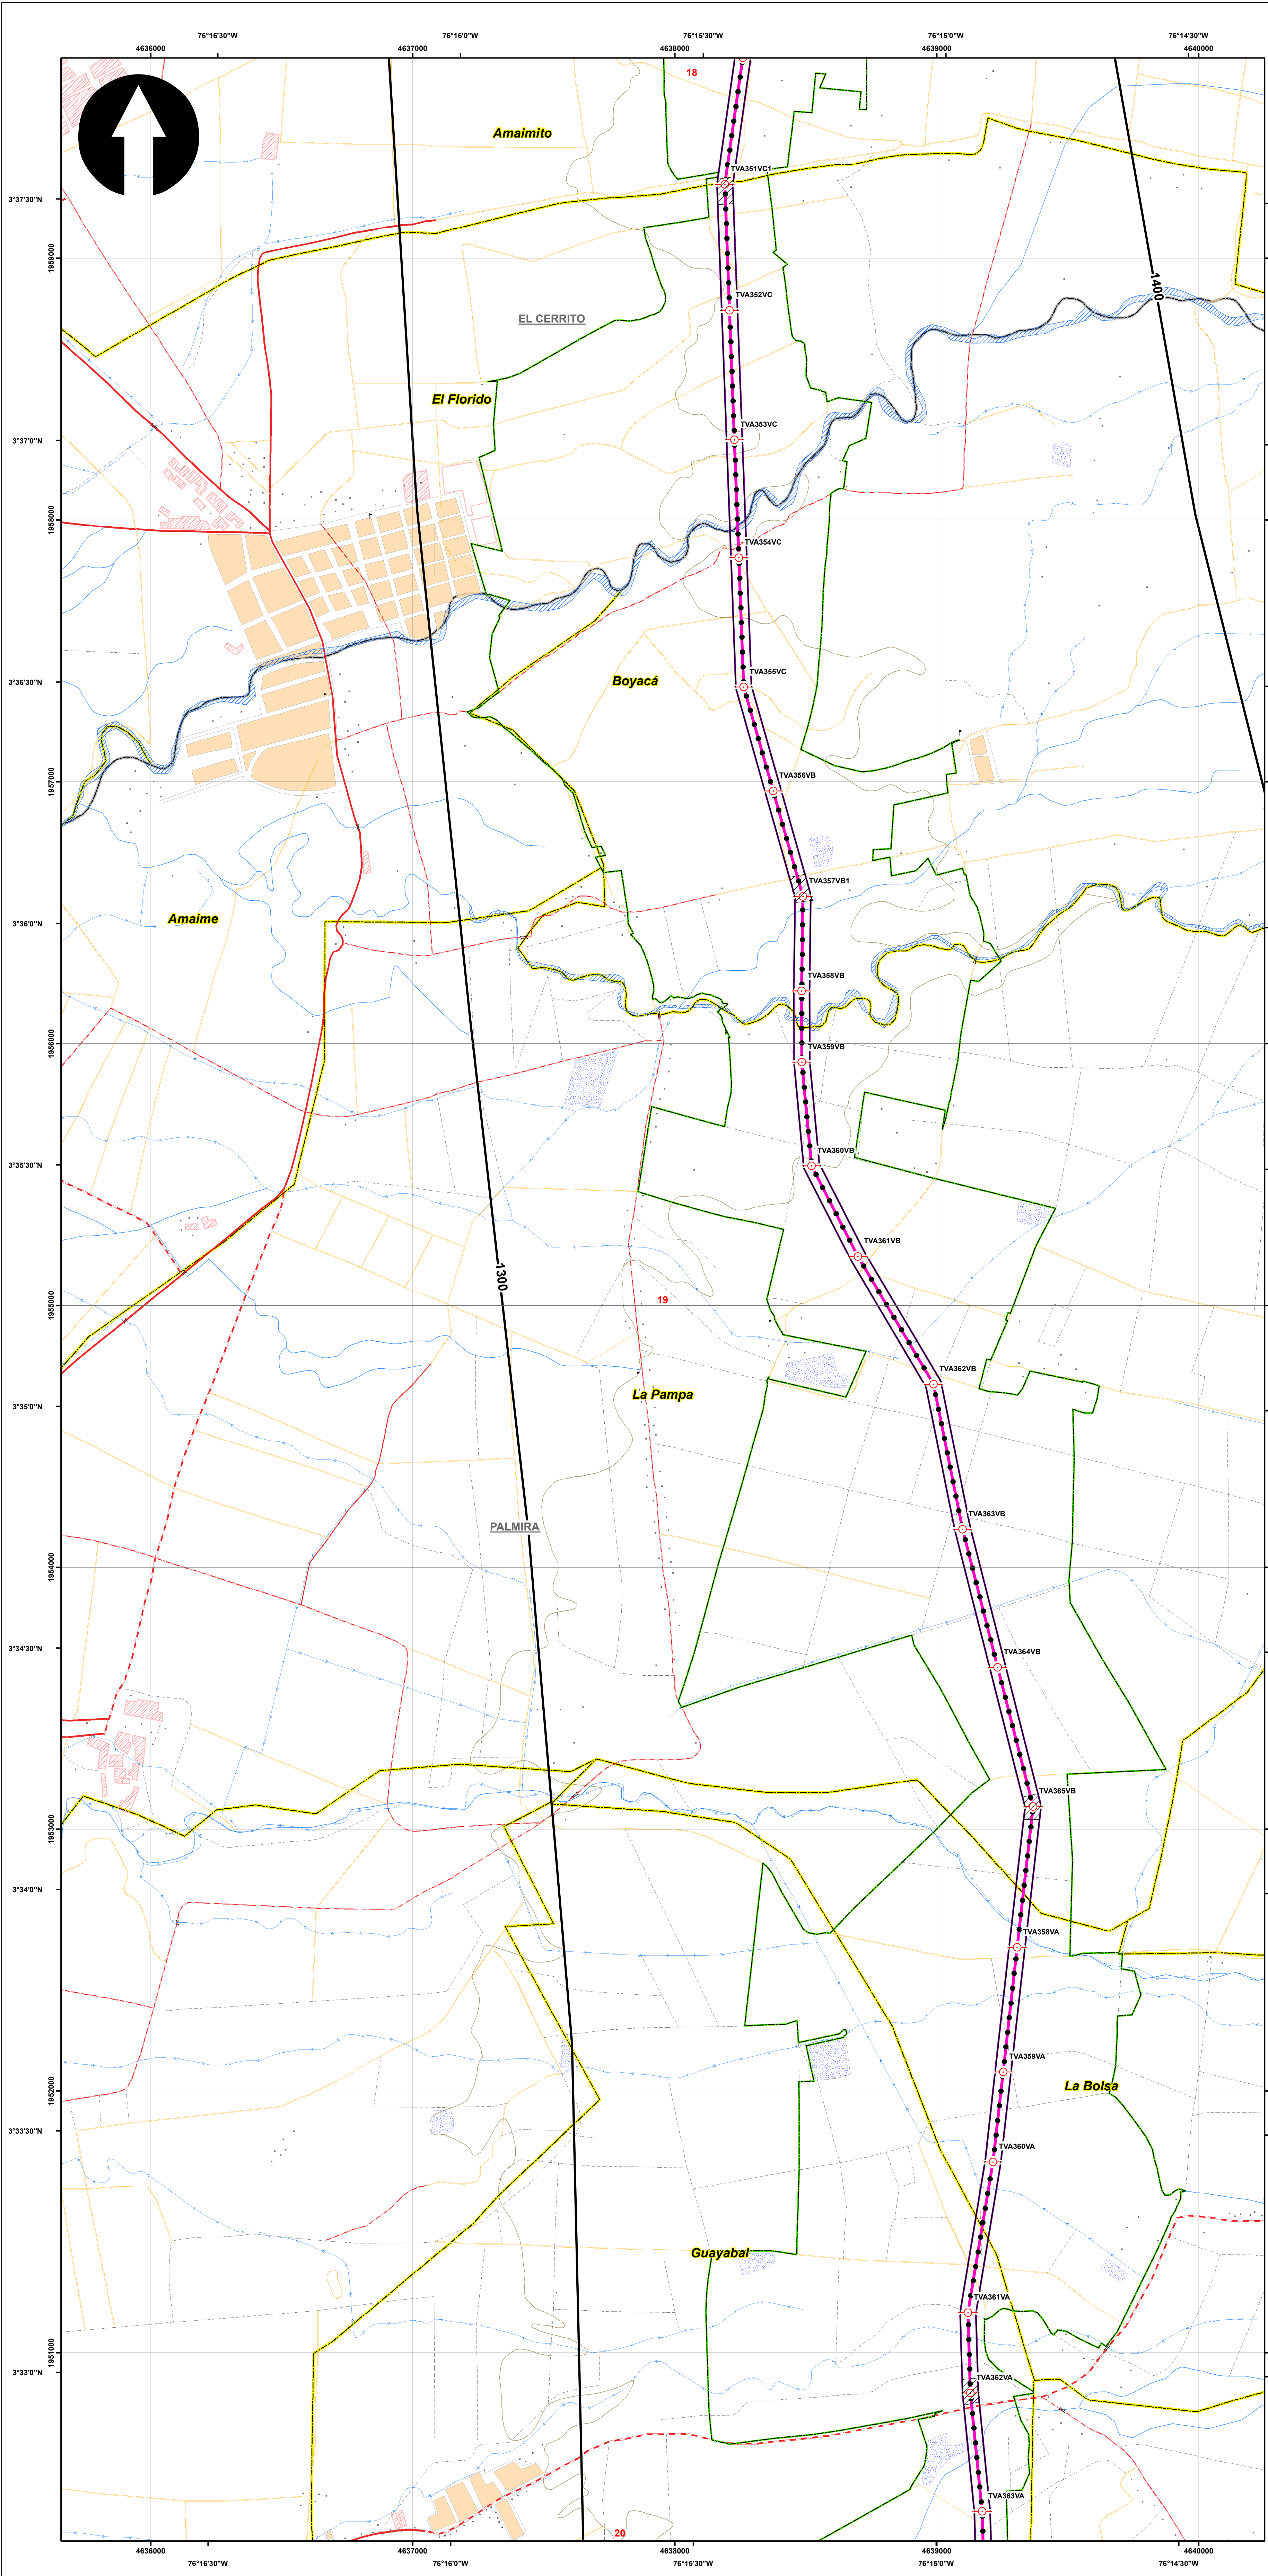 76°16'30"W 76°16'0"W 76°15'30"W 76°15'0"W 76°14'30"W
4636000 4637000 4638000 4639000 4640000
18
Amaimito
TVA351VC1
3°37'30"N
1959000
1400
TVA352VC
EL CERRITO
El Florido
TVA353VC
3°37'0"N
1958000
TVA354VC
TVA355VC
Boyacá
3°36'30"N
1957000
TVA356VB
TVA357VB1
Amaime
3°36'0"N
TVA358VB
1956000
TVA359VB
TVA360VB
3°35'30"N
TVA361VB
1300
19
1955000
TVA362VB
La Pampa
3°35'0"N
TVA363VB
PALMIRA
1954000
3°34'30"N
TVA364VB
TVA365VB
1953000
3°34'0"N
TVA358VA
TVA359VA
La Bolsa
1952000
3°33'30"N
TVA360VA
Guayabal
TVA361VA
1951000
3°33'0"N
TVA362VA
TVA363VA
20
4636000 4637000 4638000 4639000 4640000
76°16'30"W 76°16'0"W 76°15'30"W 76°15'0"W 76°14'30"W